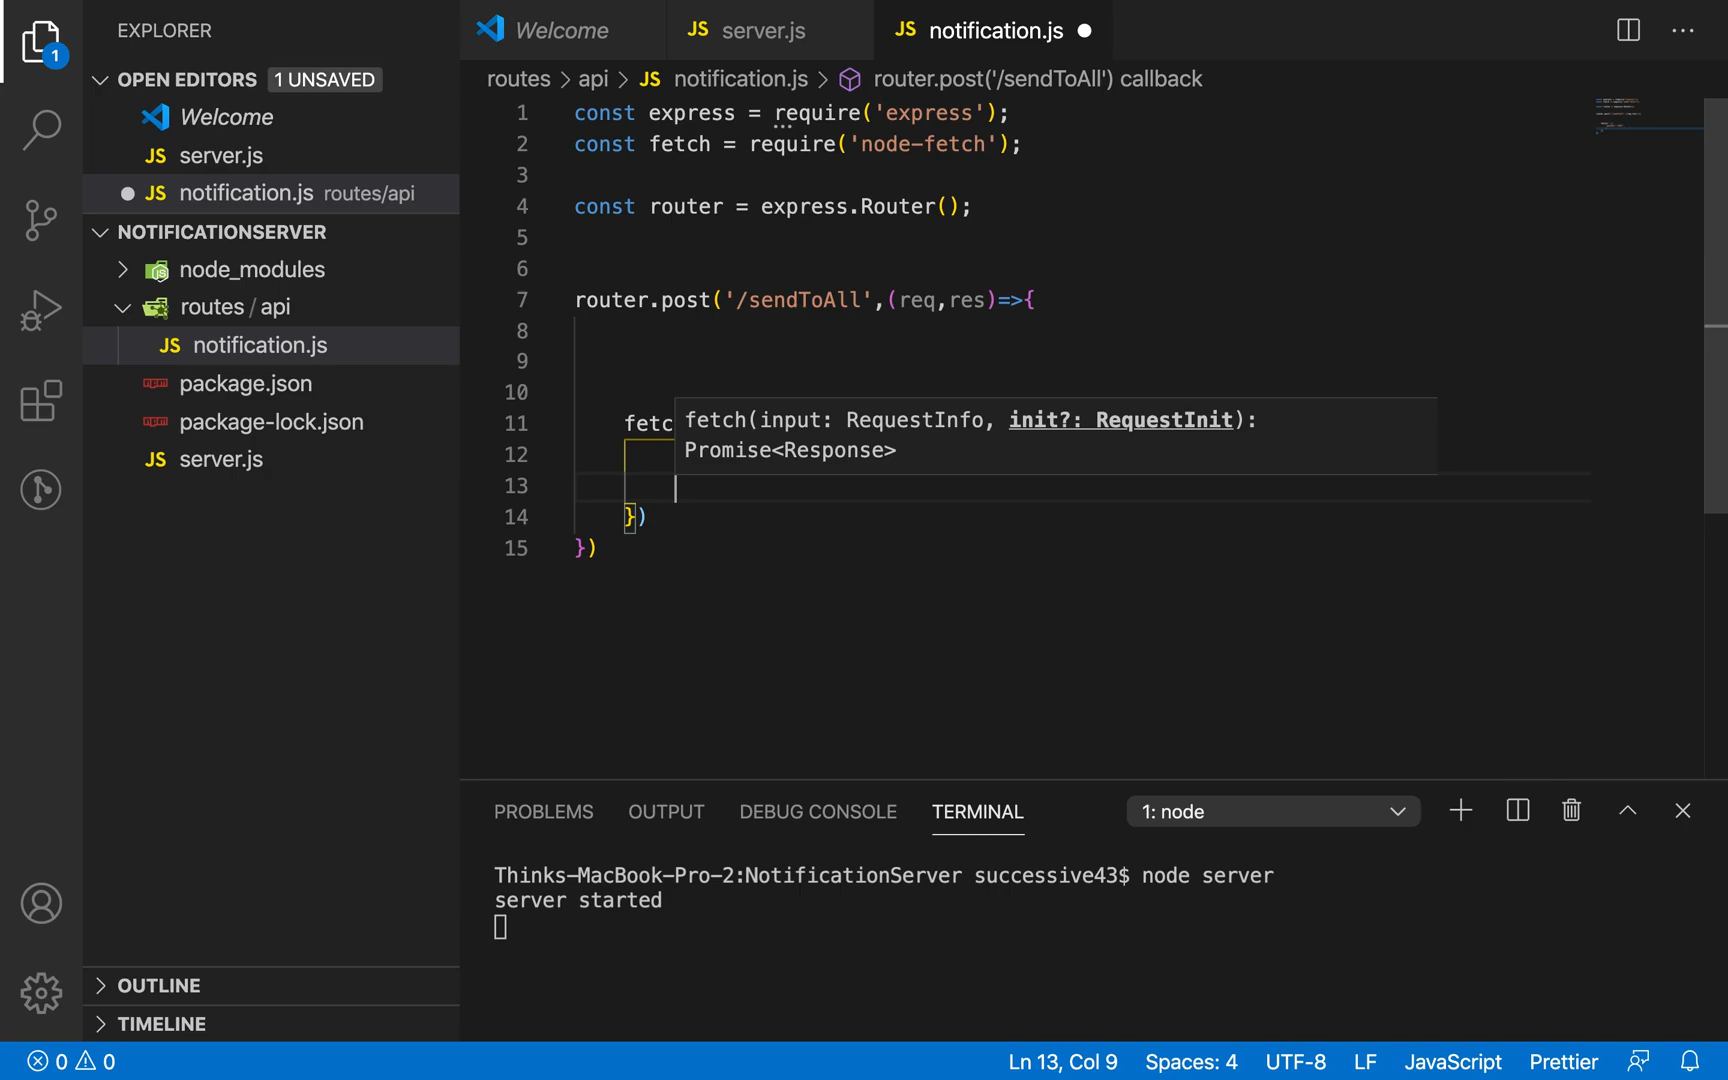 1
EXPLORER
OPEN EDITORS 1 UNSAVED
Welcome
JS server.js
JS notification.js routes/api
NOTIFICATIONSERVER
JS node_modules
routes / api
JS notification.js
package.json
package-lock.json
JS server.js
OUTLINE
TIMELINE
Welcome
JS server.js
JS notification.js
routes > api > JS notification.js > router.post('/sendToAll') callback
1 const express = require('express');
2 const fetch = require('node-fetch');
3
4 const router = express.Router();
5
6
7 router.post('/sendToAll',(req,res)=>{
8
9
10
11 fetc
12
13
14 })
15 })
fetch(input: RequestInfo, init?: RequestInit):
Promise<Response>
PROBLEMS OUTPUT DEBUG CONSOLE TERMINAL
1: node
Thinks-MacBook-Pro-2:NotificationServer successive43$ node server
server started
0 0
Ln 13, Col 9 Spaces: 4 UTF-8 LF JavaScript Prettier